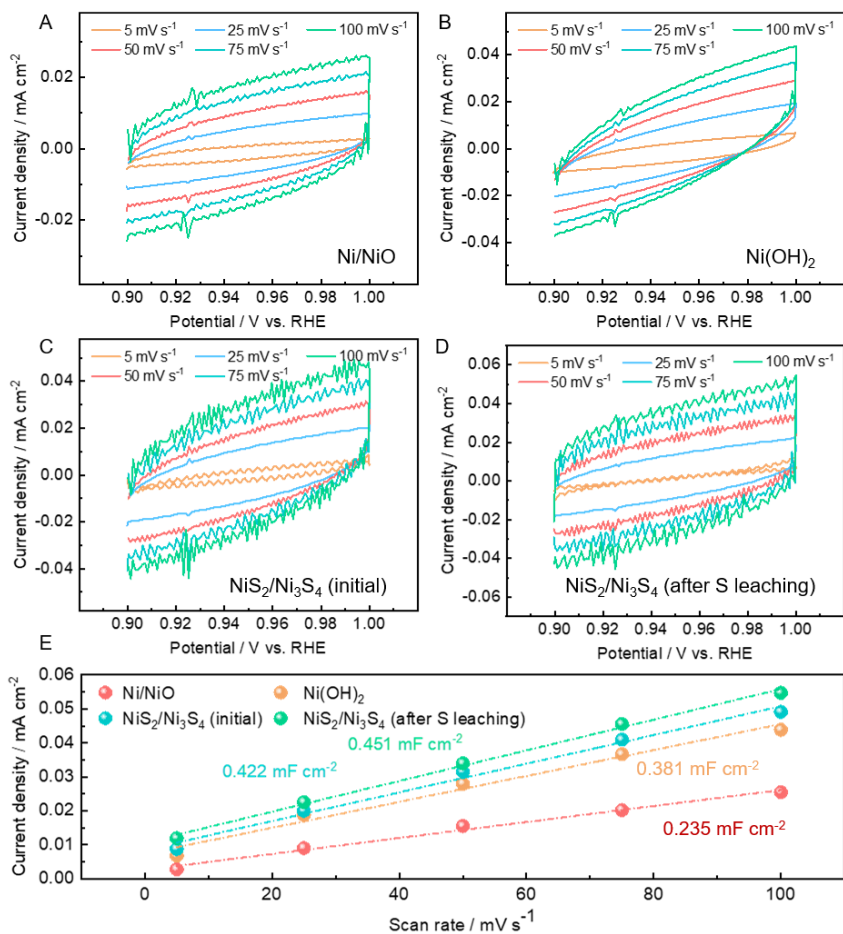 A
5 mV s⁻¹ 25 mV s⁻¹ 100 mV s⁻¹
50 mV s⁻¹ 75 mV s⁻¹
0.02
0.00
-0.02
Current density / mA cm⁻²
Ni/NiO
0.90 0.92 0.94 0.96 0.98 1.00
Potential / V vs. RHE
B
5 mV s⁻¹ 25 mV s⁻¹ 100 mV s⁻¹
50 mV s⁻¹ 75 mV s⁻¹
0.04
0.02
0.00
-0.02
-0.04
Current density / mA cm⁻²
Ni(OH)₂
0.90 0.92 0.94 0.96 0.98 1.00
Potential / V vs. RHE
C
5 mV s⁻¹ 25 mV s⁻¹ 100 mV s⁻¹
50 mV s⁻¹ 75 mV s⁻¹
0.04
0.02
0.00
-0.02
-0.04
Current density / mA cm⁻²
NiS₂/Ni₃S₄ (initial)
0.90 0.92 0.94 0.96 0.98 1.00
Potential / V vs. RHE
D
5 mV s⁻¹ 25 mV s⁻¹ 100 mV s⁻¹
50 mV s⁻¹ 75 mV s⁻¹
0.06
0.04
0.02
0.00
-0.02
-0.04
-0.06
Current density / mA cm⁻²
NiS₂/Ni₃S₄ (after S leaching)
0.90 0.92 0.94 0.96 0.98 1.00
Potential / V vs. RHE
E
Ni/NiO Ni(OH)₂
NiS₂/Ni₃S₄ (initial) NiS₂/Ni₃S₄ (after S leaching)
0.06
0.05
0.04
0.03
0.02
0.01
0.00
Current density / mA cm⁻²
0.451 mF cm⁻²
0.422 mF cm⁻²
0.381 mF cm⁻²
0.235 mF cm⁻²
0 20 40 60 80 100
Scan rate / mV s⁻¹